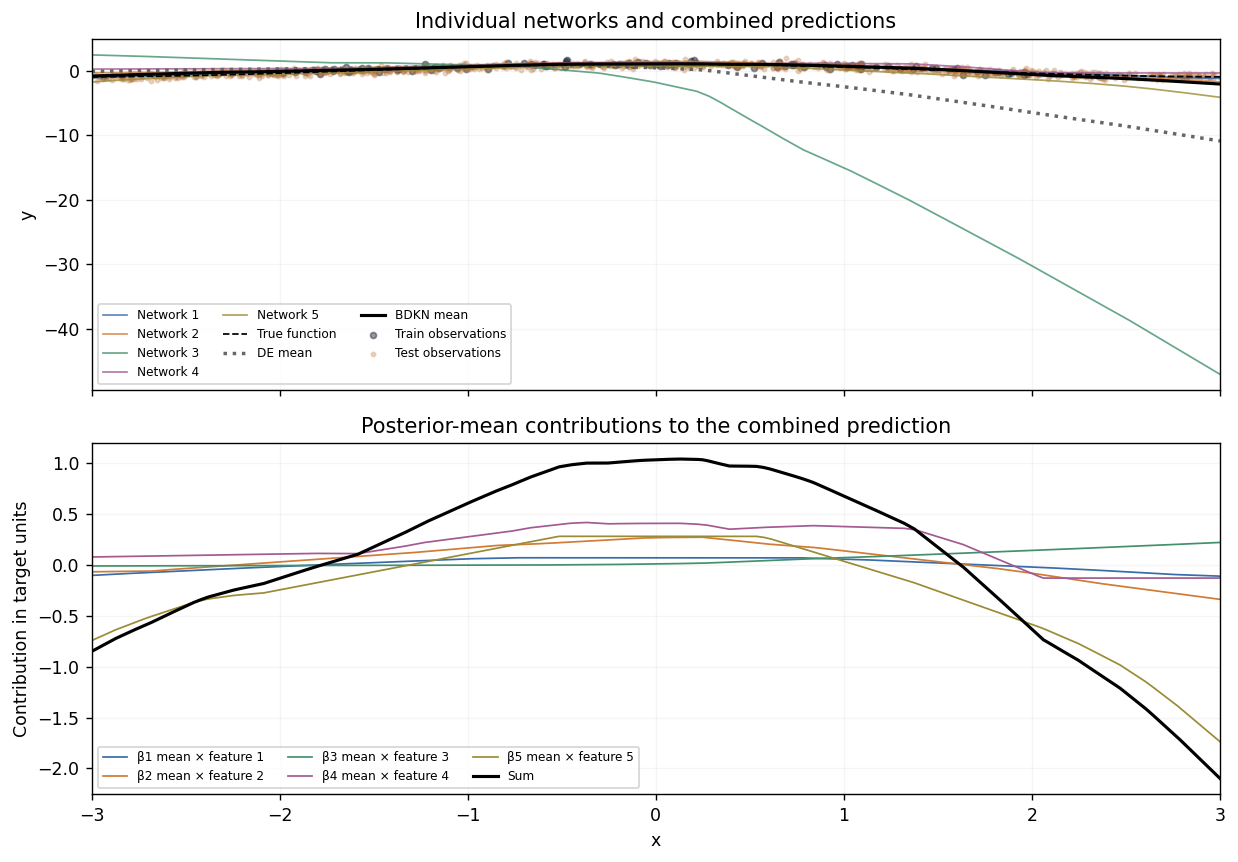 Individual networks and combined predictions
0
−10
−20
−30
−40
y
Network 1
Network 2
Network 3
Network 4
Network 5
True function
DE mean
BDKN mean
Train observations
Test observations
Posterior-mean contributions to the combined prediction
1.0
0.5
0.0
−0.5
−1.0
−1.5
−2.0
Contribution in target units
β1 mean × feature 1
β2 mean × feature 2
β3 mean × feature 3
β4 mean × feature 4
β5 mean × feature 5
Sum
−3 −2 −1 0 1 2 3
x